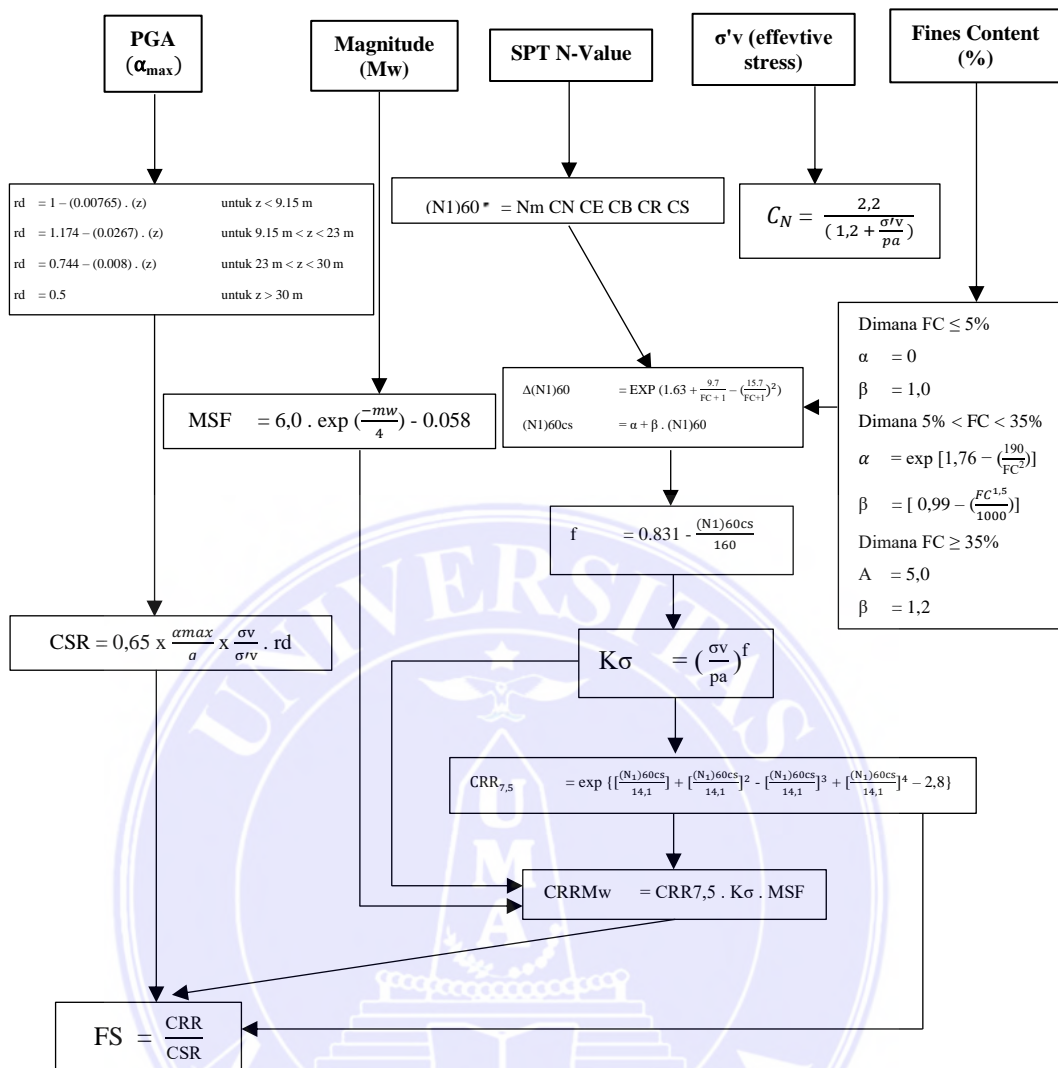 PGA
(α_max)
Magnitude
(Mw)
SPT N-Value
σ'v (effevtive
stress)
Fines Content
(%)
rd = 1 – (0.00765) . (z) untuk z < 9.15 m
rd = 1.174 – (0.0267) . (z) untuk 9.15 m < z < 23 m
rd = 0.744 – (0.008) . (z) untuk 23 m < z < 30 m
rd = 0.5 untuk z > 30 m
(N1)60 = Nm CN CE CB CR CS
C_N = 2,2 / ( 1,2 + σ'v/pa )
Dimana FC ≤ 5%
α = 0
β = 1,0
Dimana 5% < FC < 35%
α = exp [1,76 − (190/FC²)]
β = [ 0,99 – (FC^1,5/1000)]
Dimana FC ≥ 35%
A = 5,0
β = 1,2
MSF = 6,0 . exp (−mw/4) - 0.058
Δ(N1)60 = EXP (1.63 + 9.7/FC+1 − (15.7/FC+1)²)
(N1)60cs = α + β . (N1)60
f = 0.831 - (N1)60cs/160
CSR = 0,65 x αmax/a x σv/σ'v . rd
Kσ = (σv/pa)^f
CRR_7,5 = exp {[(N₁)60cs/14,1] + [(N₁)60cs/14,1]² - [(N₁)60cs/14,1]³ + [(N₁)60cs/14,1]⁴ – 2,8}
CRRMw = CRR7,5 . Kσ . MSF
FS = CRR/CSR
UNIVERSITAS
U
M
A